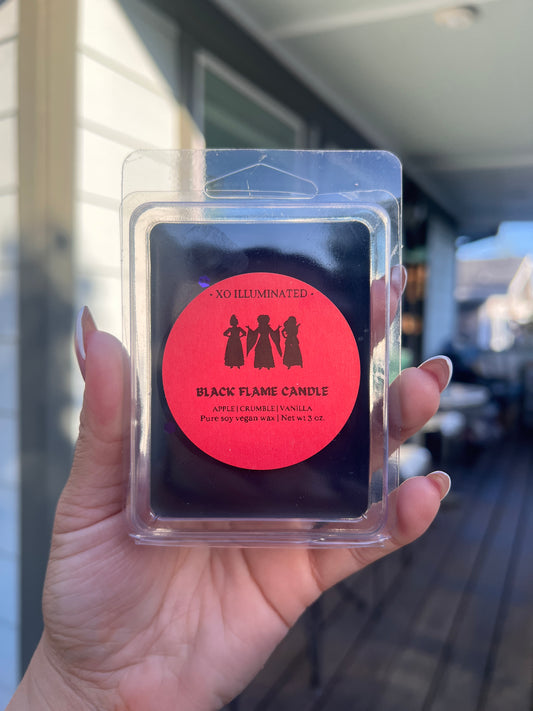 · XO ILLUMINATED ·
BLACK FLAME CANDLE
APPLE | CRUMBLE | VANILLA
Pure soy vegan wax | Net wt 3 oz.